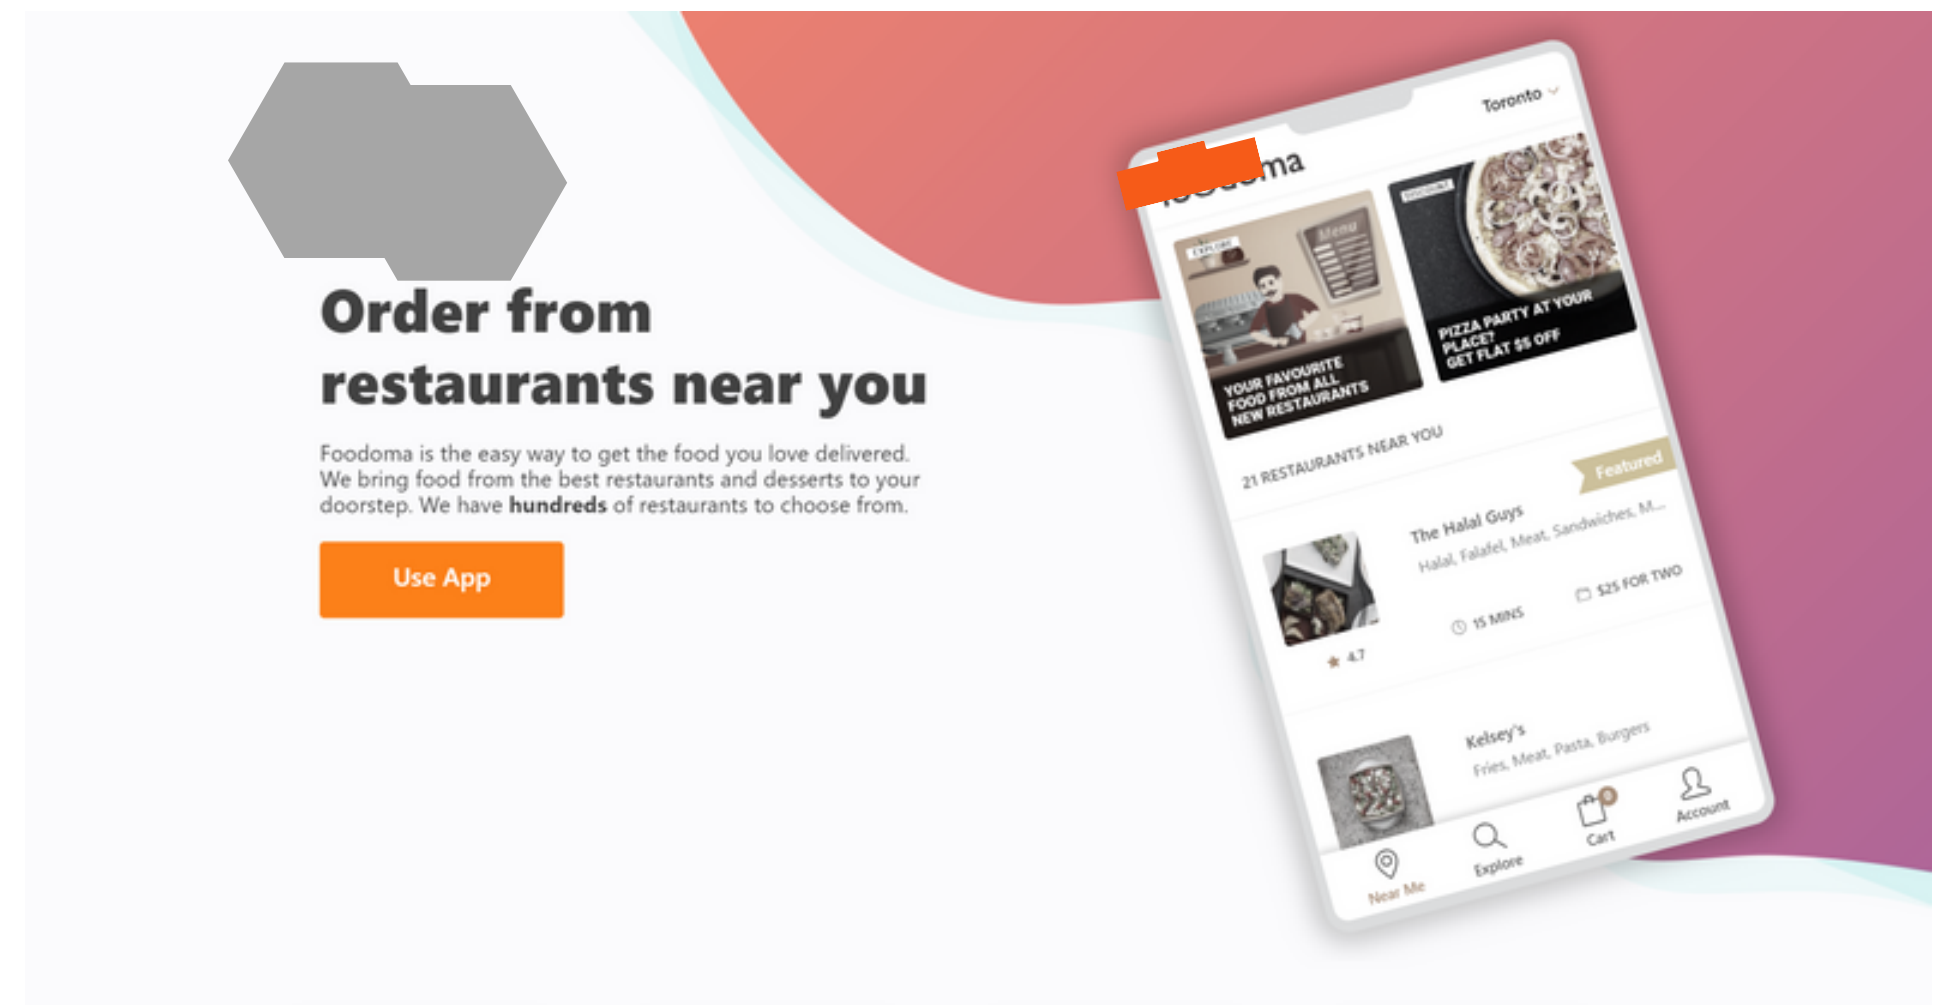 Order from
restaurants near you
Foodoma is the easy way to get the food you love delivered.
We bring food from the best restaurants and desserts to your
doorstep. We have hundreds of restaurants to choose from.
Use App
Toronto
EXPLORE
Menu
YOUR FAVOURITE
FOOD FROM ALL
NEW RESTAURANTS
DISCOUNT
PIZZA PARTY AT YOUR
PLACE?
GET FLAT $5 OFF
21 RESTAURANTS NEAR YOU
Featured
The Halal Guys
Halal, Falafel, Meat, Sandwiches, M...
4.7
15 MINS
$25 FOR TWO
Kelsey's
Fries, Meat, Pasta, Burgers
Near Me
Explore
0
Cart
Account